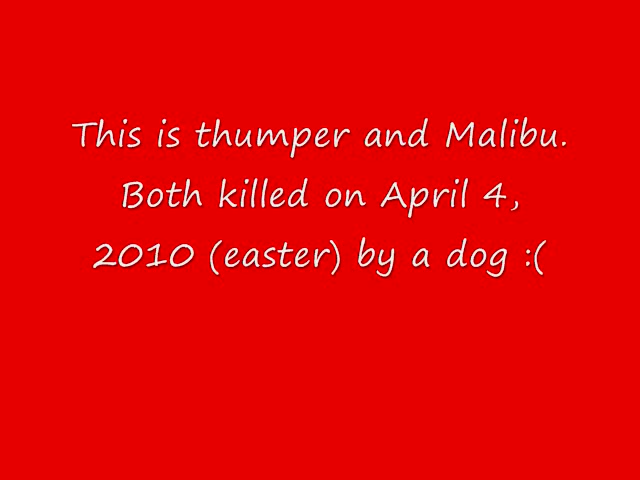 This is thumper and Malibu.
Both killed on April 4,
2010 (easter) by a dog :(